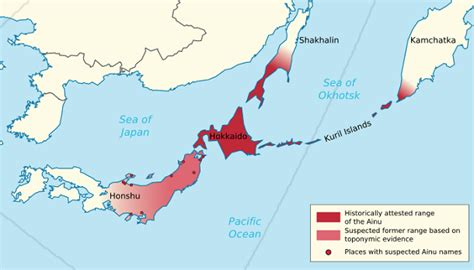 Shakhalin
Kamchatka
Sea of
Okhotsk
Sea of
Japan
Hokkaido
Kuril Islands
Honshu
Pacific
Ocean
Historically attested range
of the Ainu
Suspected former range based on
toponymic evidence
Places with suspected Ainu names